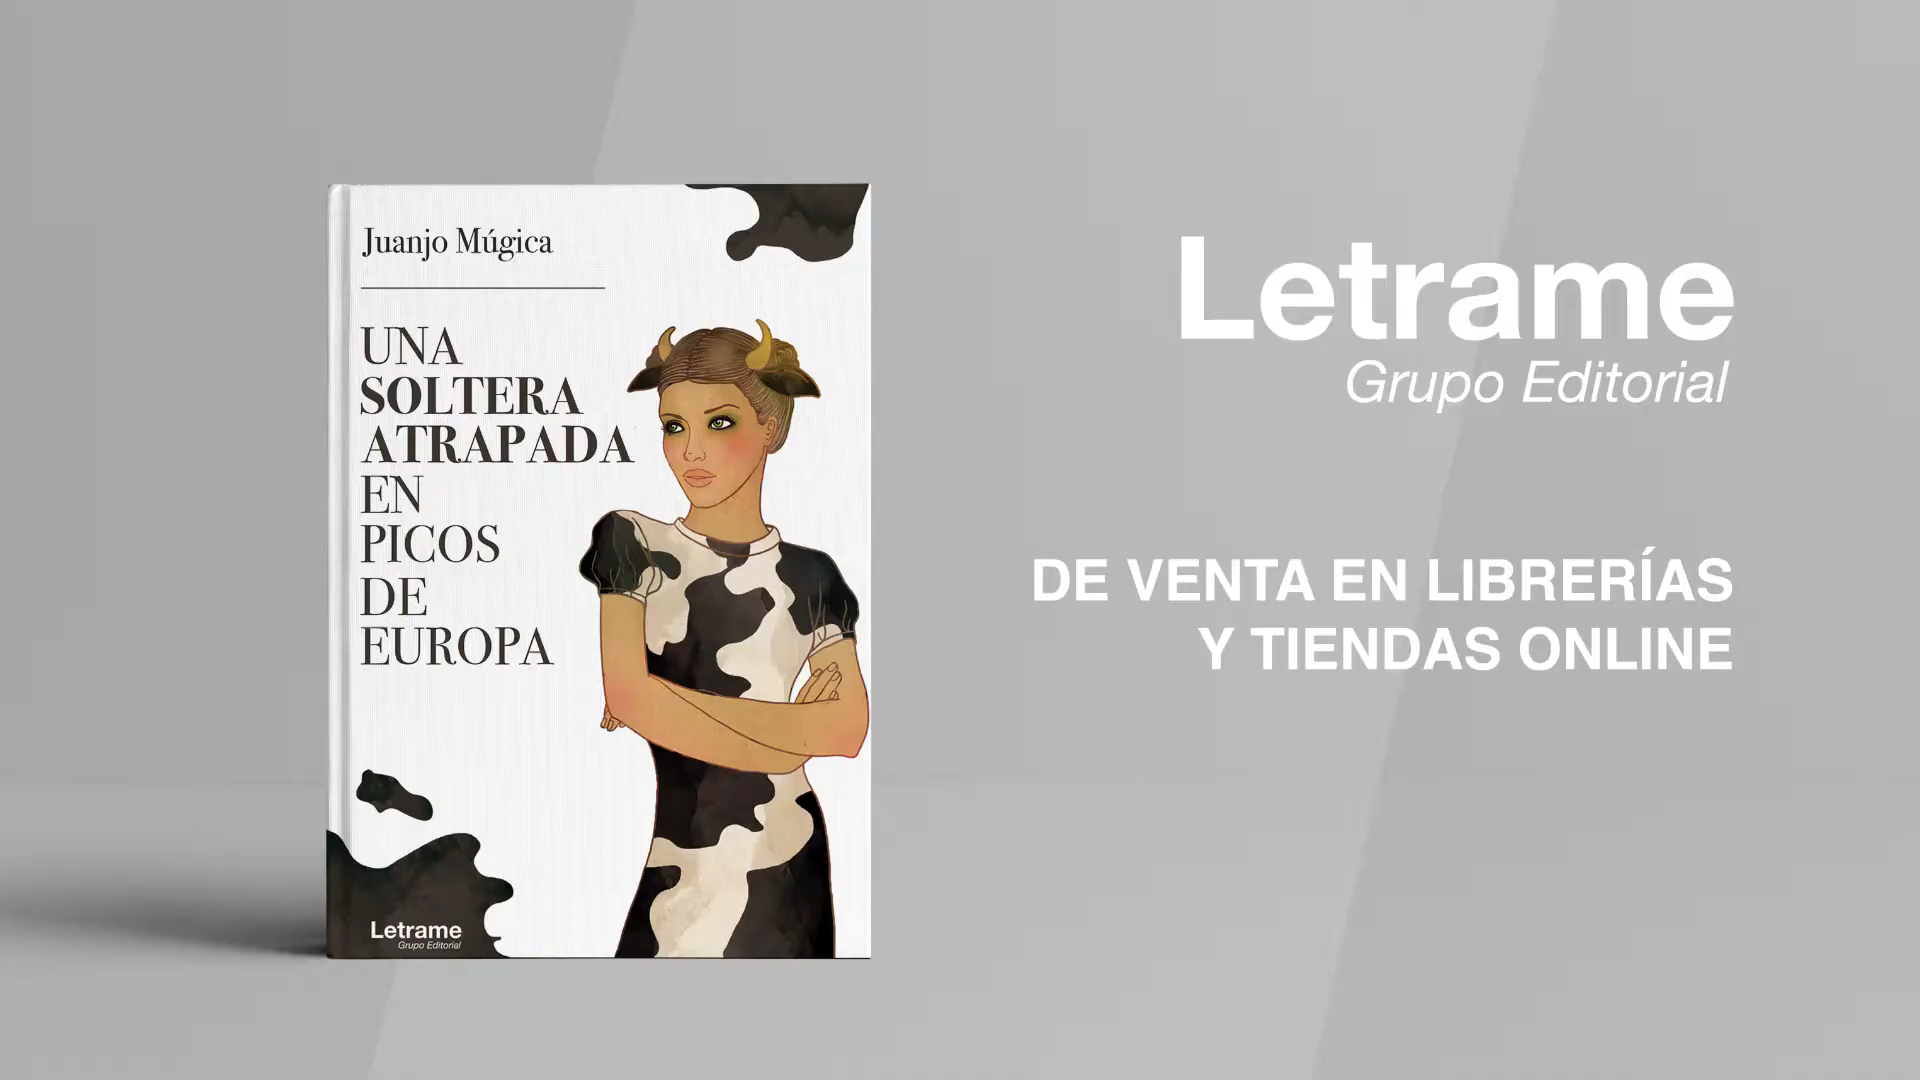 Juanjo Múgica
UNA
SOLTERA
ATRAPADA
EN
PICOS
DE
EUROPA
Letrame
Grupo Editorial
Letrame
Grupo Editorial
DE VENTA EN LIBRERÍAS
Y TIENDAS ONLINE